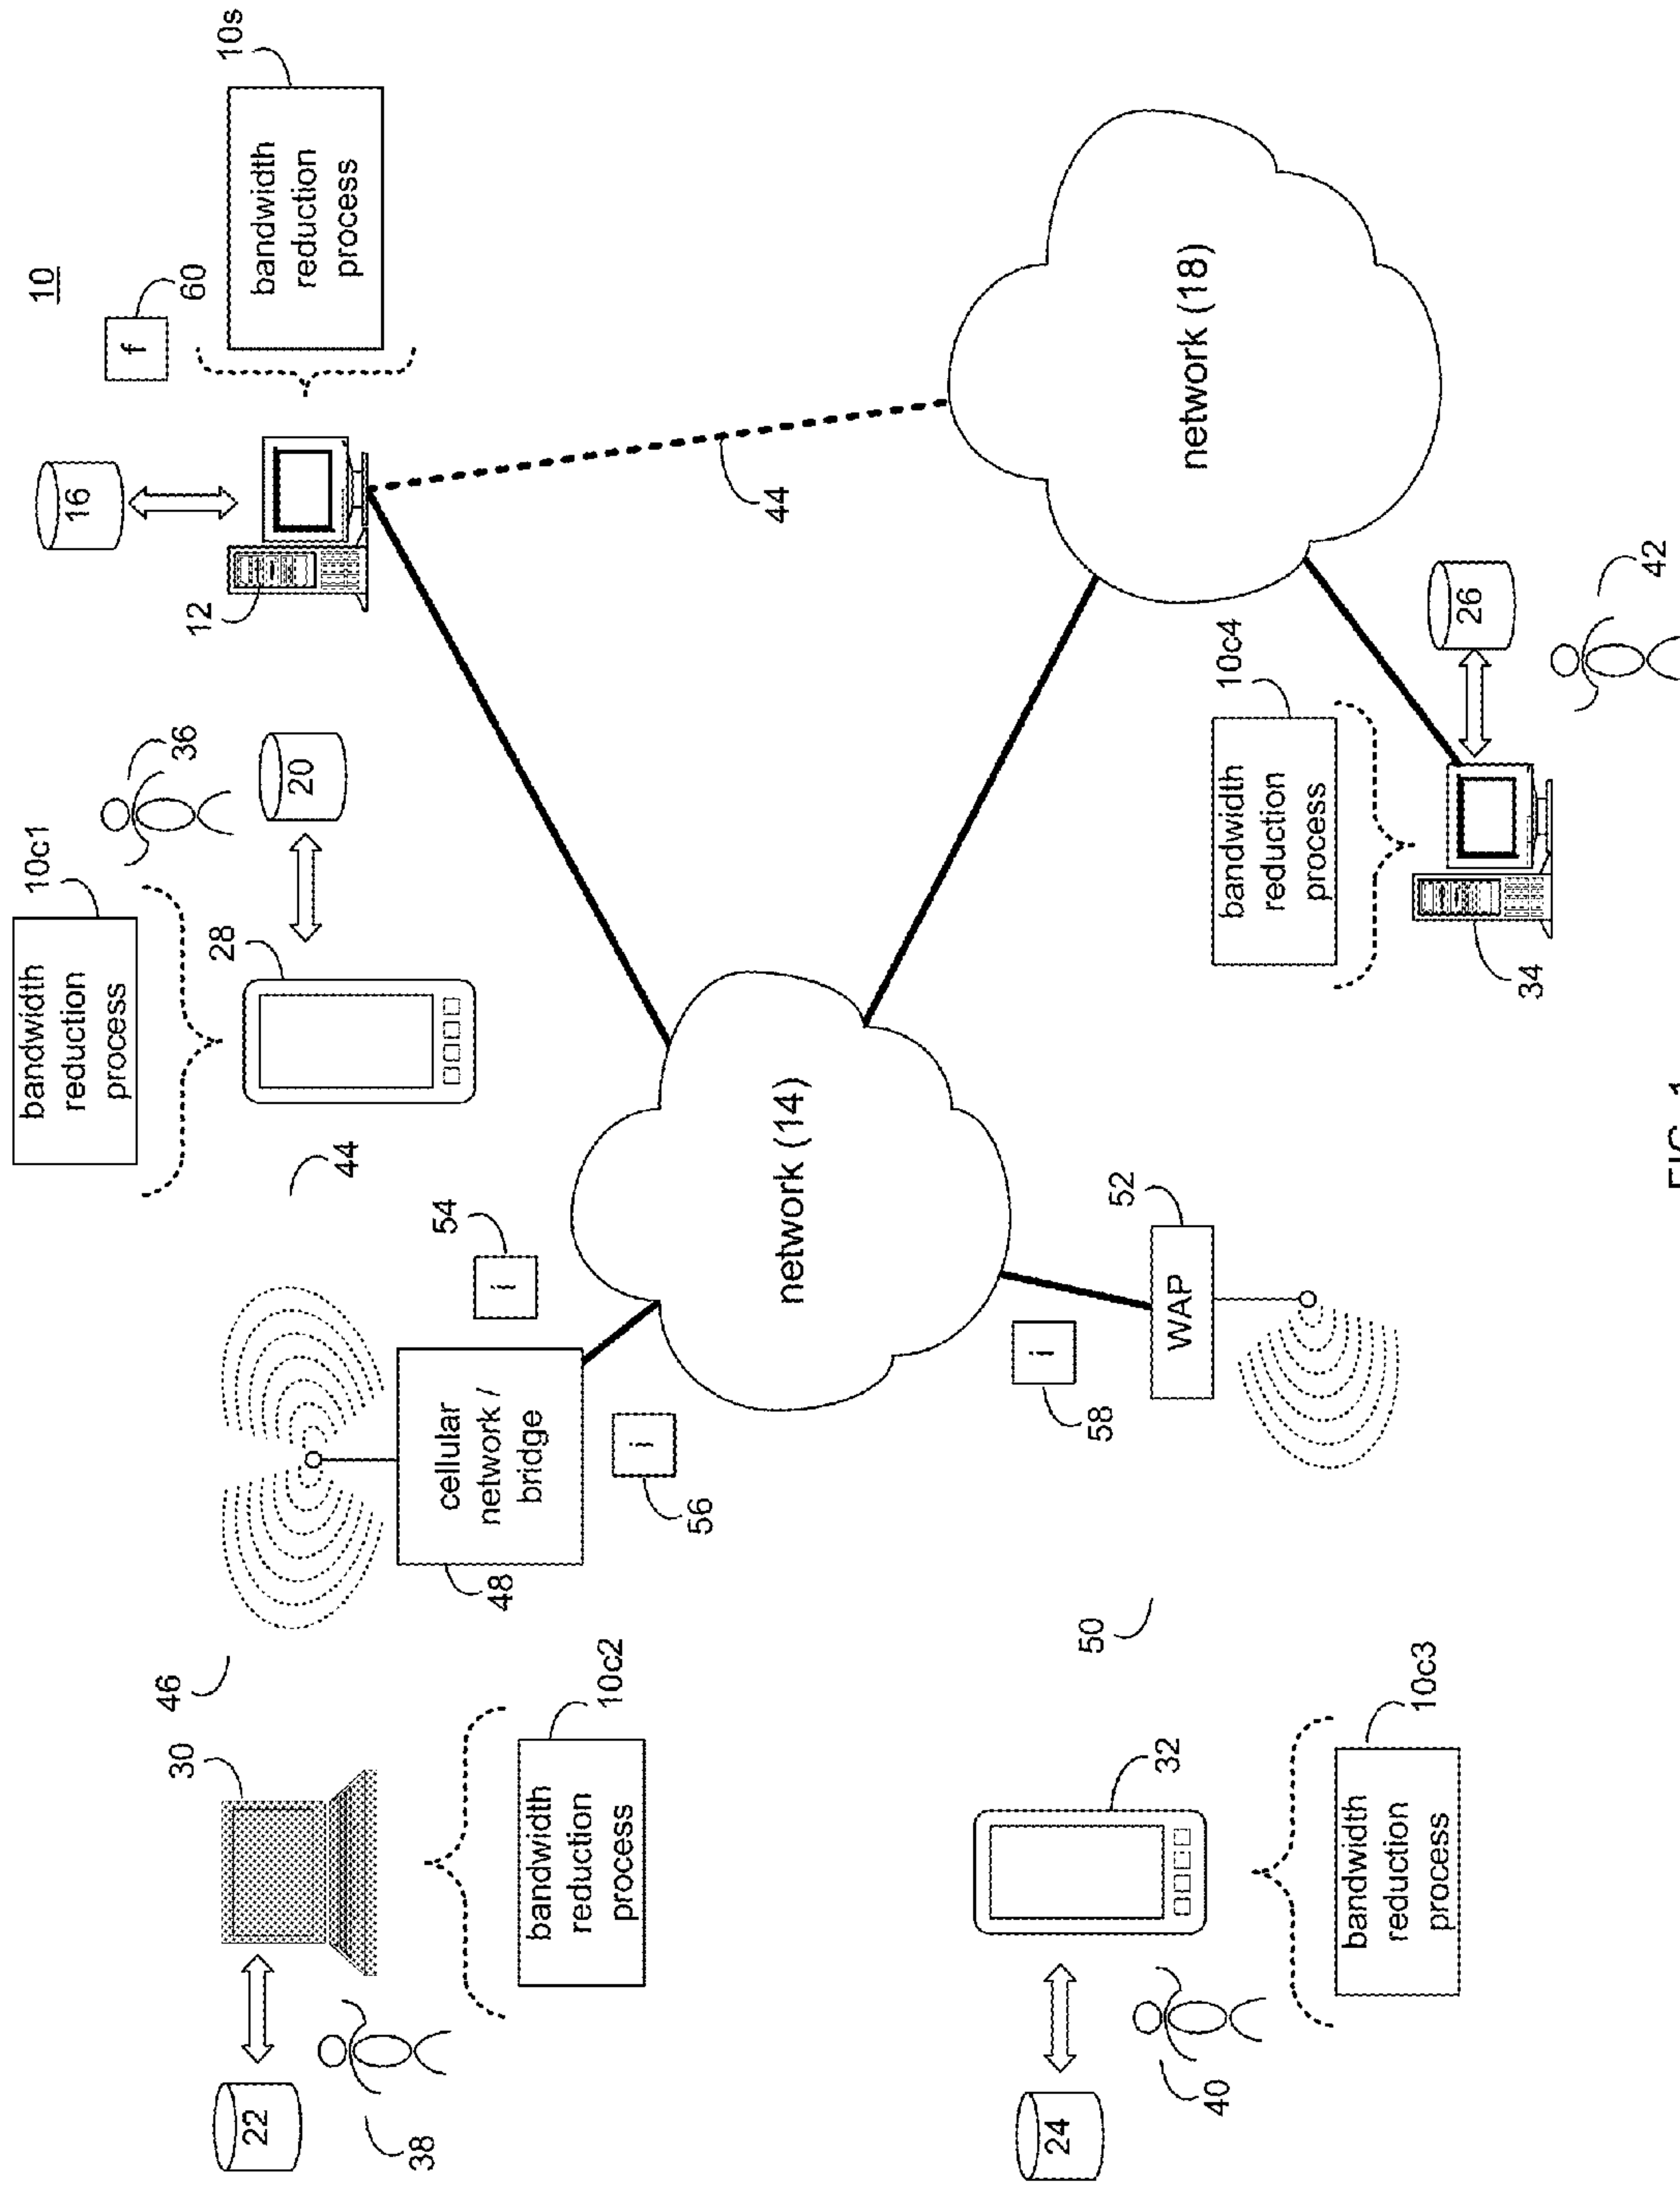 bandwidth
reduction
process
10c1
10
16
36
60
f
10s
46
30
22
38
44
28
20
12
bandwidth
reduction
process
cellular
network /
bridge
48
54
i
10c2
bandwidth
reduction
process
56
i
44
network (14)
network (18)
50
58
i
52
WAP
32
24
40
10c4
bandwidth
reduction
process
10c3
bandwidth
reduction
process
26
34
42
FIG. 1